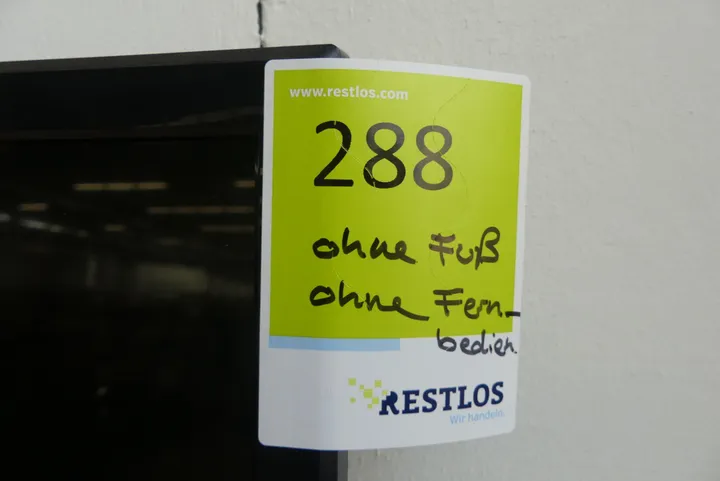 www.restlos.com
288
ohne Fuß
ohne Fern-
bedien.
RESTLOS
Wir handeln.